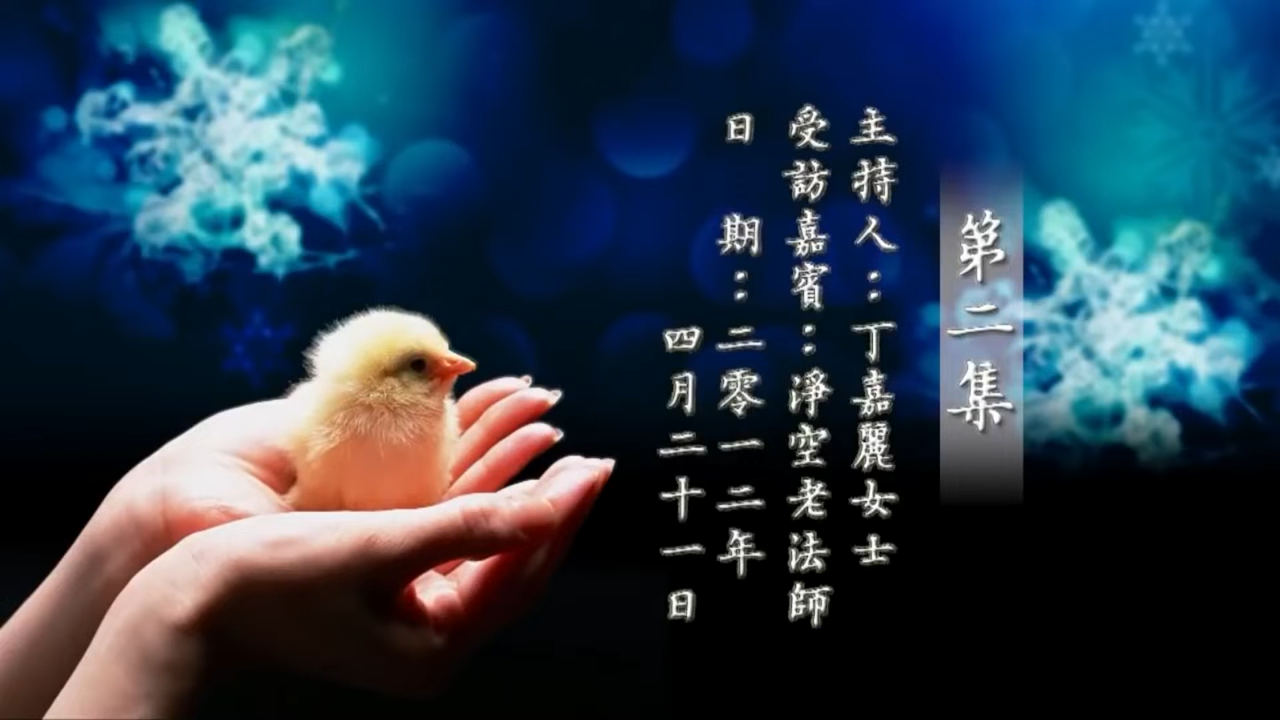 第二集
主持人：丁嘉麗女士
受訪嘉賓：淨空老法師
日　期：二零一二年
四月二十一日